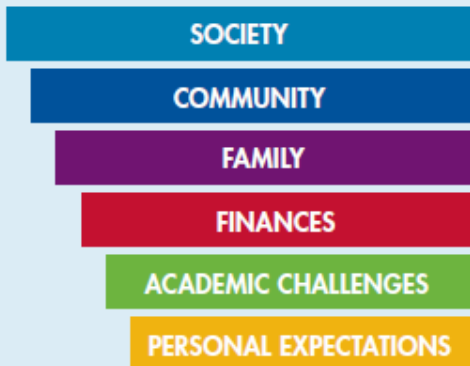 SOCIETY
COMMUNITY
FAMILY
FINANCES
ACADEMIC CHALLENGES
PERSONAL EXPECTATIONS